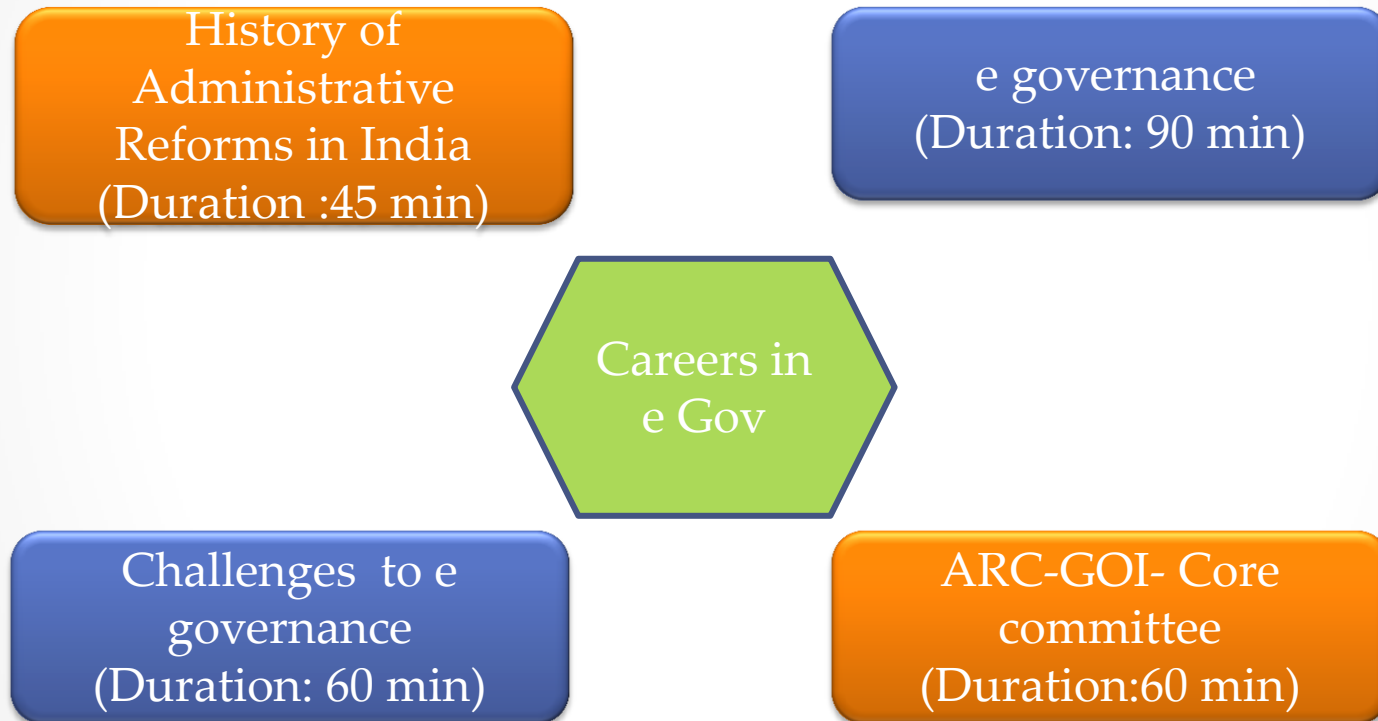 History of
Administrative
Reforms in India
(Duration :45 min)
e governance
(Duration: 90 min)
Careers in
e Gov
Challenges  to e
governance
(Duration: 60 min)
ARC-GOI- Core
committee
(Duration:60 min)